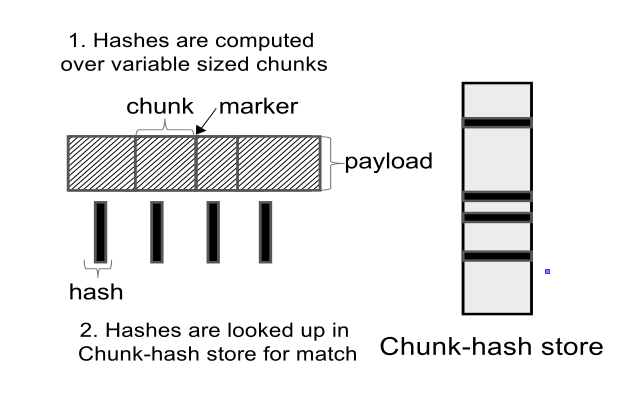 1. Hashes are computed
over variable sized chunks
chunk
marker
payload
hash
2. Hashes are looked up in
Chunk-hash store for match
Chunk-hash store